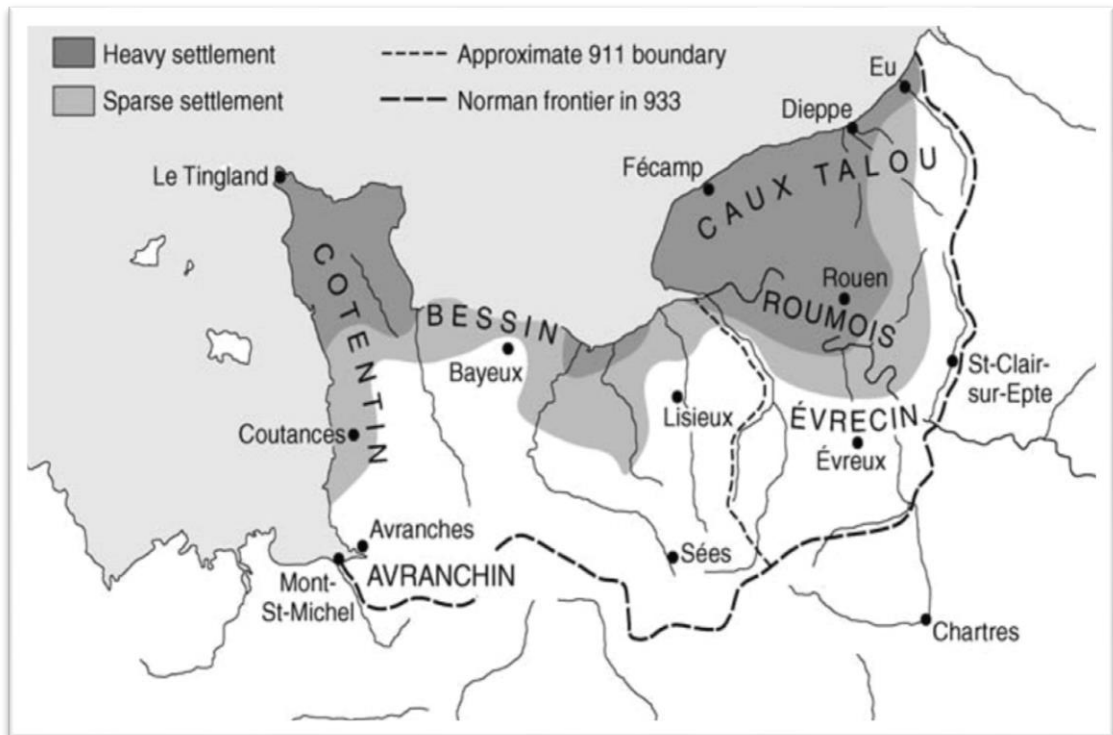 Heavy settlement
Sparse settlement
Approximate 911 boundary
Norman frontier in 933
Eu
Dieppe
Le Tingland
Fécamp
CAUX TALOU
COTENTIN
Rouen
ROUMOIS
BESSIN
Bayeux
St-Clair-
sur-Epte
Lisieux
ÉVRECIN
Coutances
Évreux
Avranches
Sées
Mont-
St-Michel
AVRANCHIN
Chartres